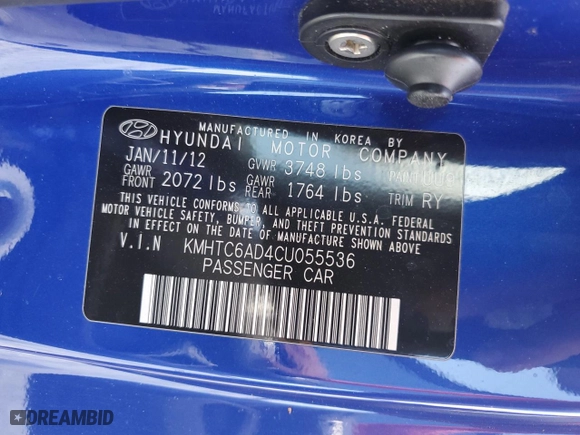 MANUFACTURED IN KOREA BY
HYUNDAI MOTOR COMPANY
JAN/11/12 GVWR 3748 lbs
GAWR FRONT 2072 lbs GAWR REAR 1764 lbs TRIM RY
THIS VEHICLE CONFORMS TO ALL APPLICABLE U.S.A. FEDERAL
MOTOR VEHICLE SAFETY, BUMPER, AND THEFT PREVENTION STANDARDS
IN EFFECT ON THE DATE OF MANUFACTURE SHOWN ABOVE
V.I.N KMHTC6AD4CU055536
PASSENGER CAR
DREAMBID